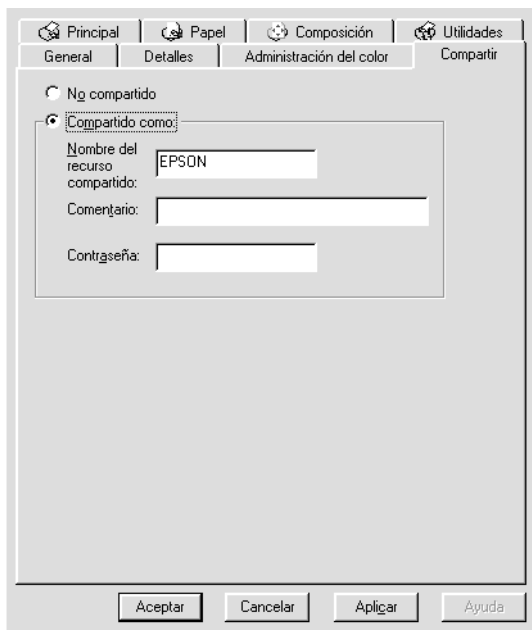 Principal Papel Composición Utilidades
General Detalles Administración del color Compartir
No compartido
Compartido como:
Nombre del
recurso
compartido:
EPSON
Comentario:
Contraseña:
Aceptar Cancelar Aplicar Ayuda